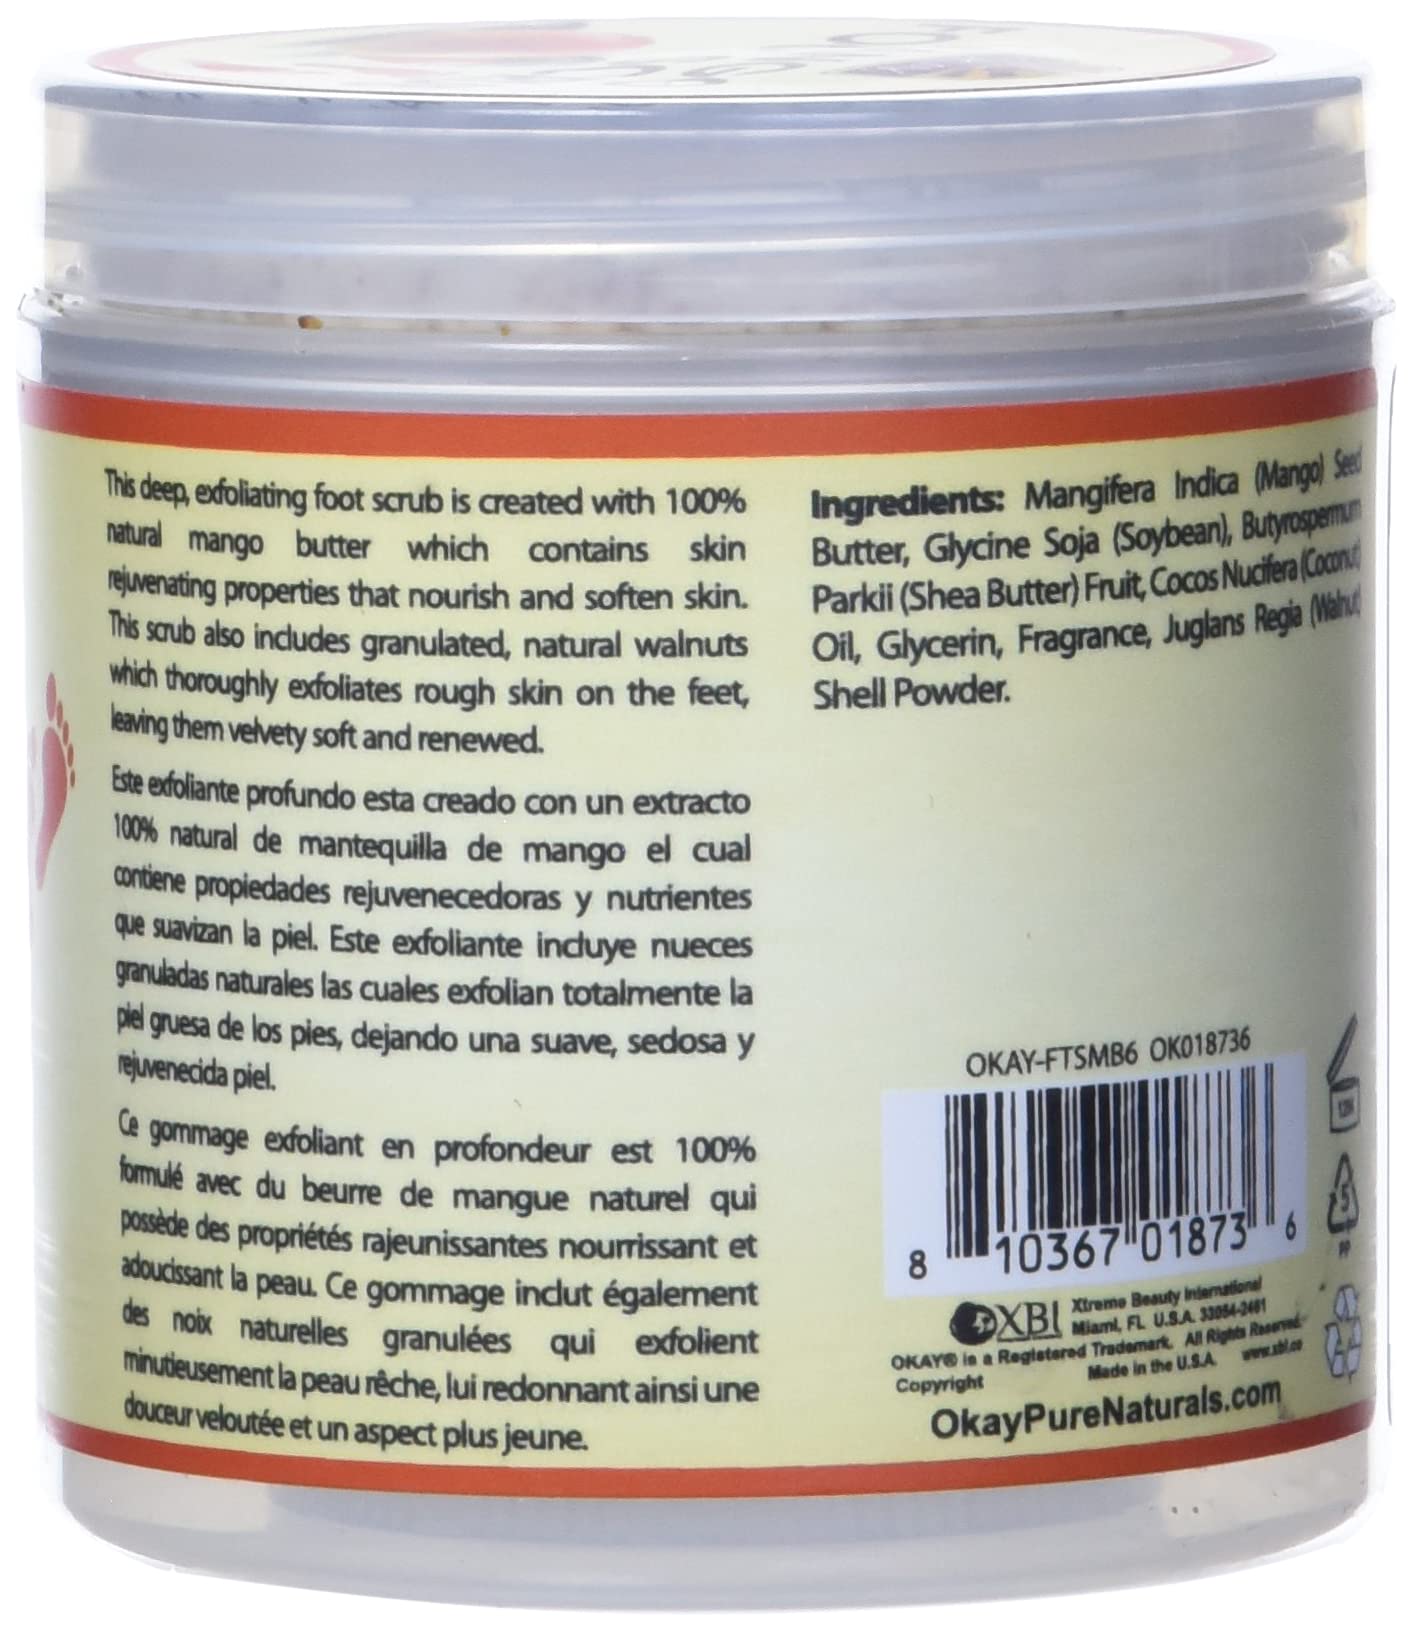 This deep, exfoliating foot scrub is created with 100%
natural mango butter which contains skin
rejuvenating properties that nourish and soften skin.
This scrub also includes granulated, natural walnuts
which thoroughly exfoliates rough skin on the feet,
leaving them velvety soft and renewed.
Este exfoliante profundo esta creado con un extracto
100% natural de mantequilla de mango el cual
contiene propiedades rejuvenecedoras y nutrientes
que suavizan la piel. Este exfoliante incluye nueces
granuladas naturales las cuales exfolian totalmente la
piel gruesa de los pies, dejando una suave, sedosa y
rejuvenecida piel.
Ce gommage exfoliant en profondeur est 100%
formulé avec du beurre de mangue naturel qui
possède des propriétés rajeunissantes nourrissant et
adoucissant la peau. Ce gommage inclut également
des noix naturelles granulées qui exfolient
minutieusement la peau rêche, lui redonnant ainsi une
douceur veloutée et un aspect plus jeune.
Ingredients: Mangifera Indica (Mango) Seed
Butter, Glycine Soja (Soybean), Butyrospermum
Parkii (Shea Butter) Fruit, Cocos Nucifera (Coconut)
Oil, Glycerin, Fragrance, Juglans Regia (Walnut)
Shell Powder.
OKAY-FTSMB6 OK018736
8 10367 01873 6
12M
5
PP
XBI
Xtreme Beauty International
Miami, FL U.S.A. 33054-2461
OKAY® is a Registered Trademark. All Rights Reserved.
Copyright Made in the U.S.A. www.xbi.co
OkayPureNaturals.com